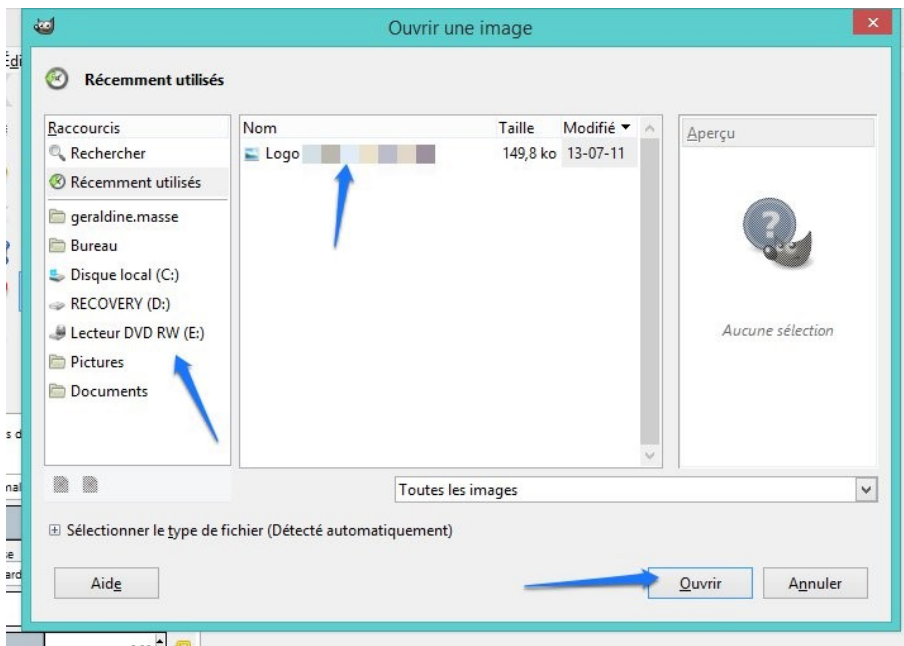 Ouvrir une image
Édi
Récemment utilisés
Raccourcis
Rechercher
Récemment utilisés
geraldine.masse
Bureau
Disque local (C:)
RECOVERY (D:)
Lecteur DVD RW (E:)
Pictures
Documents
Nom Taille Modifié
Logo 149,8 ko 13-07-11
Aperçu
?
Aucune sélection
Toutes les images
Sélectionner le type de fichier (Détecté automatiquement)
Aide Ouvrir Annuler